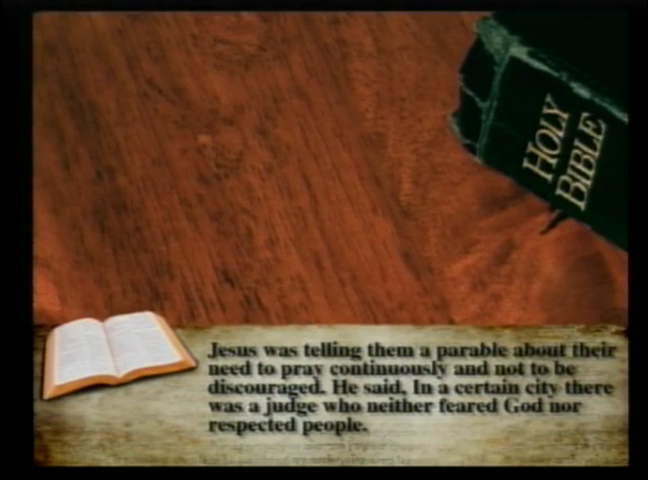 HOLY
BIBLE
Jesus was telling them a parable about their
need to pray continuously and not to be
discouraged. He said, In a certain city there
was a judge who neither feared God nor
respected people.